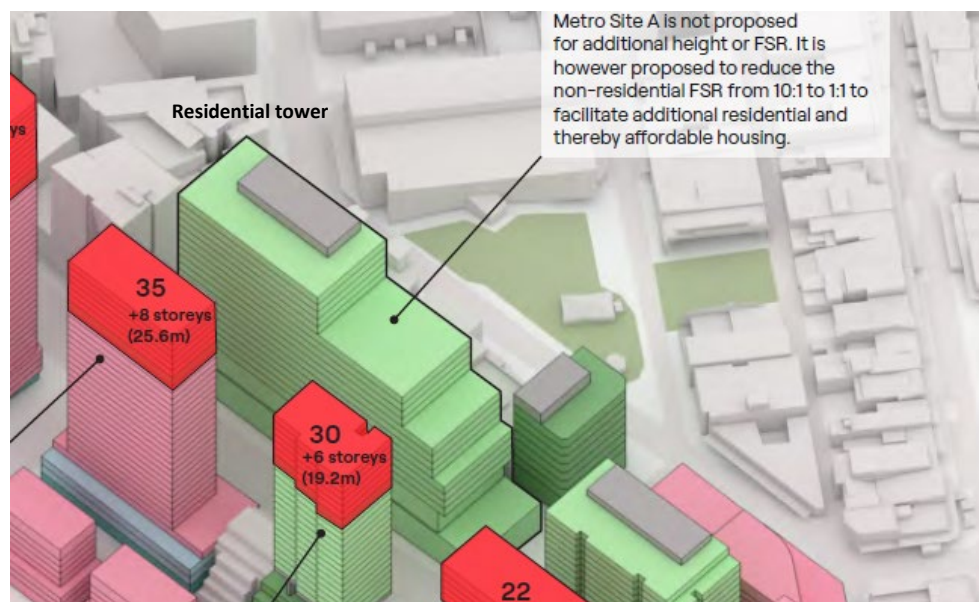 Metro Site A is not proposed
for additional height or FSR. It is
however proposed to reduce the
non-residential FSR from 10:1 to 1:1 to
facilitate additional residential and
thereby affordable housing.
Residential tower
35
+8 storeys
(25.6m)
30
+6 storeys
(19.2m)
22